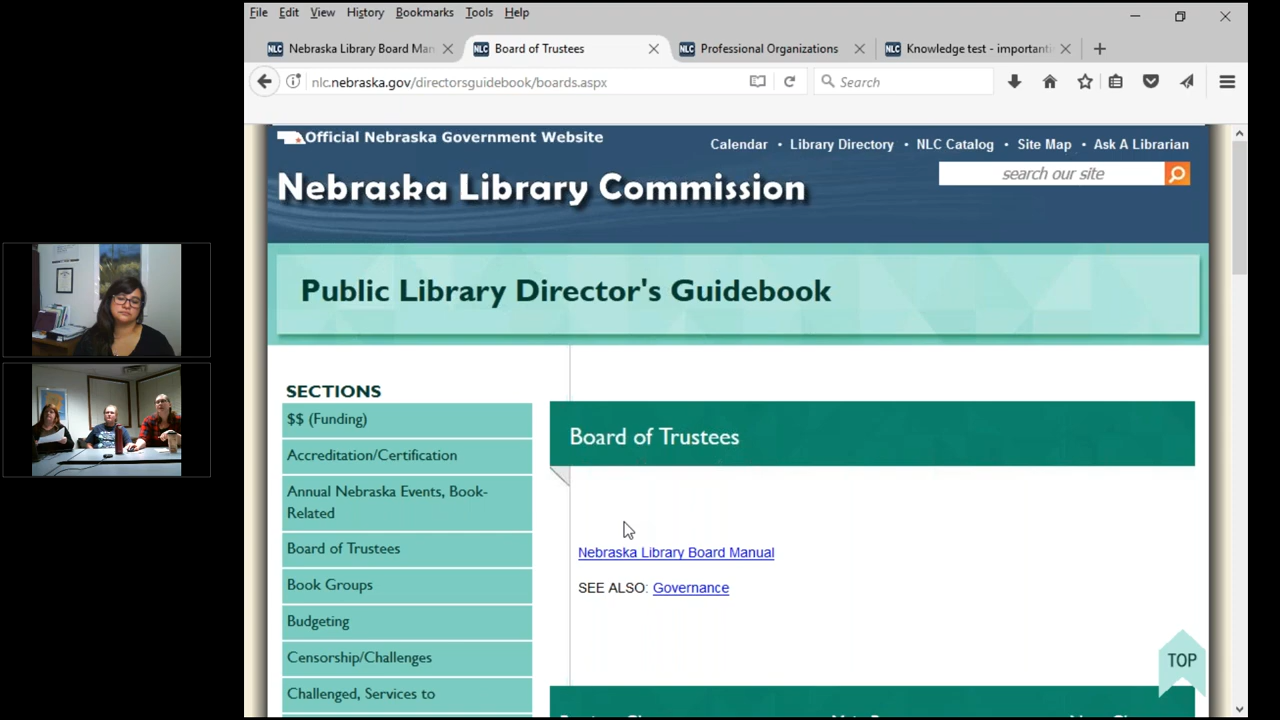 File Edit View History Bookmarks Tools Help
Nebraska Library Board Man
Board of Trustees
Professional Organizations
Knowledge test - importanti
nlc.nebraska.gov/directorsguidebook/boards.aspx
Search
Official Nebraska Government Website
Calendar • Library Directory • NLC Catalog • Site Map • Ask A Librarian
search our site
Nebraska Library Commission
Public Library Director's Guidebook
SECTIONS
$$ (Funding)
Accreditation/Certification
Annual Nebraska Events, Book-
Related
Board of Trustees
Book Groups
Budgeting
Censorship/Challenges
Challenged, Services to
Board of Trustees
Nebraska Library Board Manual
SEE ALSO: Governance
TOP